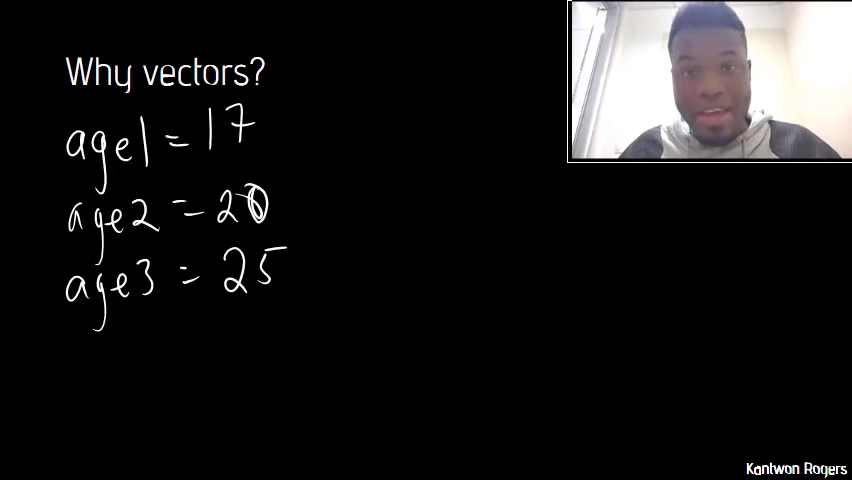 Why vectors?
age1 = 17
age2 = 20
age3 = 25
Kantwon Rogers